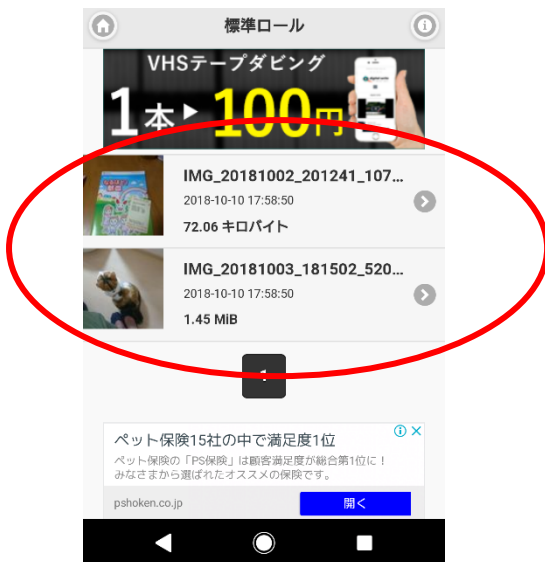 標準ロール
VHSテープダビング
1本▶100円
IMG_20181002_201241_107...
2018-10-10 17:58:50
72.06 キロバイト
IMG_20181003_181502_520...
2018-10-10 17:58:50
1.45 MiB
1
ペット保険15社の中で満足度1位
ペット保険の「PS保険」は顧客満足度が総合第1位に！
みなさまから選ばれたオススメの保険です。
pshoken.co.jp
開く